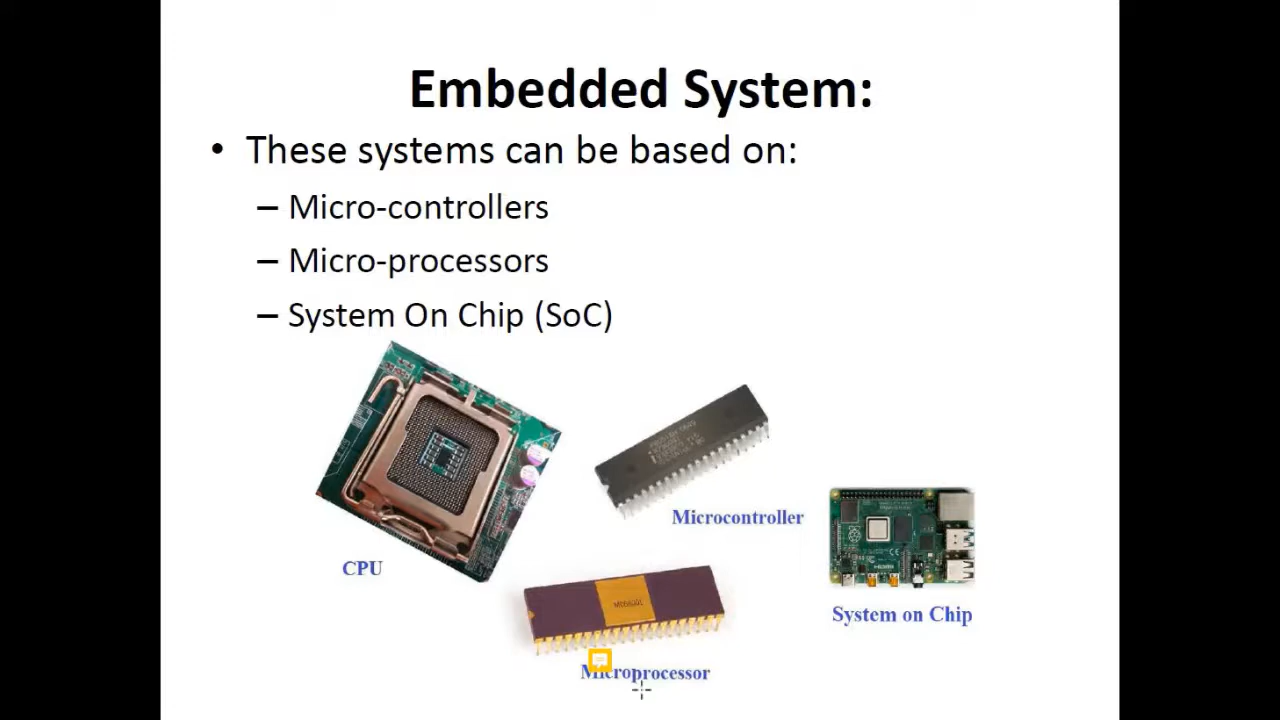 Embedded System:
• These systems can be based on:
– Micro-controllers
– Micro-processors
– System On Chip (SoC)
Microcontroller
CPU
System on Chip
Microprocessor